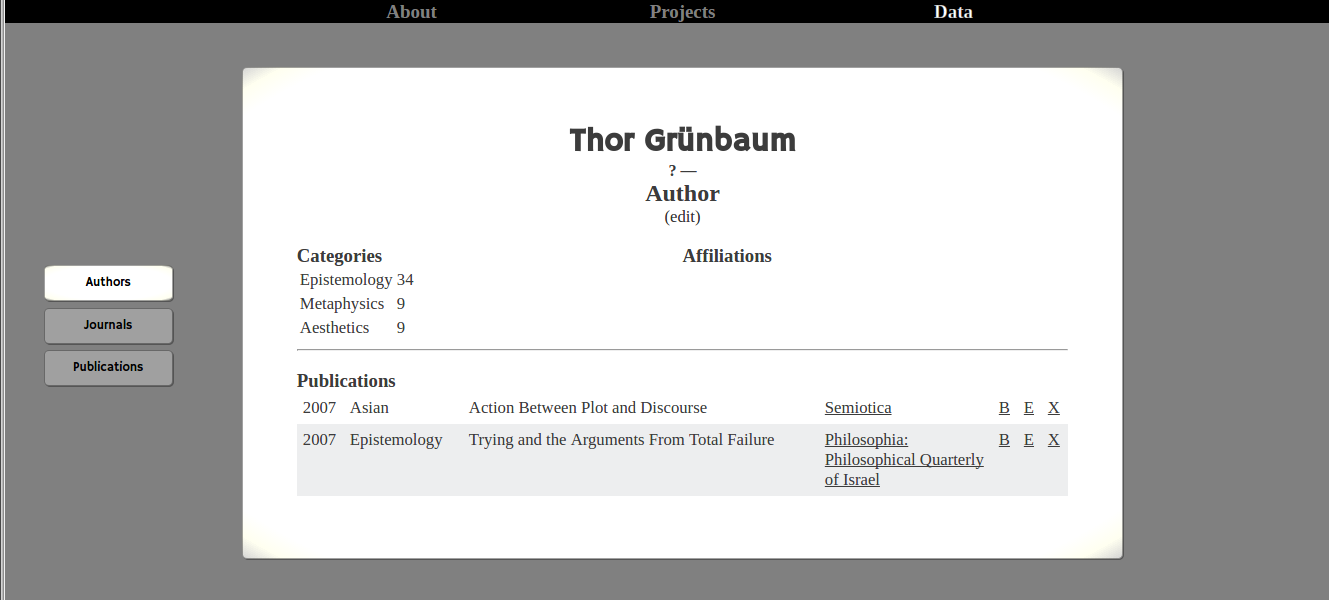 About Projects Data
Thor Grünbaum
? —
Author
(edit)
Categories Affiliations
Epistemology 34
Metaphysics 9
Aesthetics 9
Authors
Journals
Publications
Publications
2007 Asian Action Between Plot and Discourse Semiotica B E X
2007 Epistemology Trying and the Arguments From Total Failure Philosophia: B E X
Philosophical Quarterly
of Israel